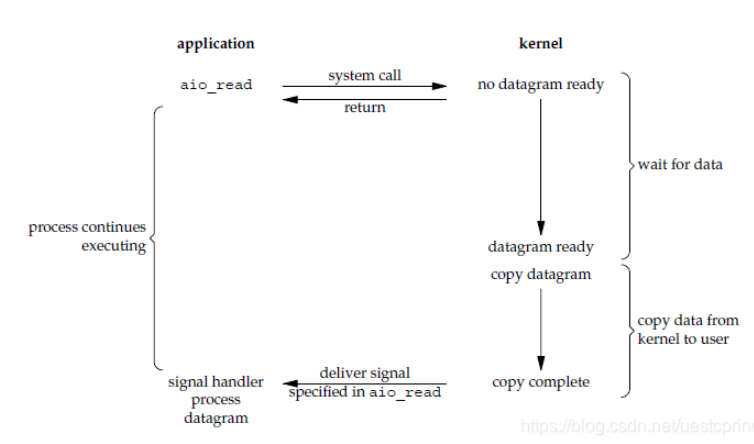 application
kernel
aio_read
system call
no datagram ready
return
wait for data
process continues
executing
datagram ready
copy datagram
copy data from
kernel to user
deliver signal
signal handler
specified in aio_read
copy complete
process
datagram
https://blog.csdn.net/uestcprin